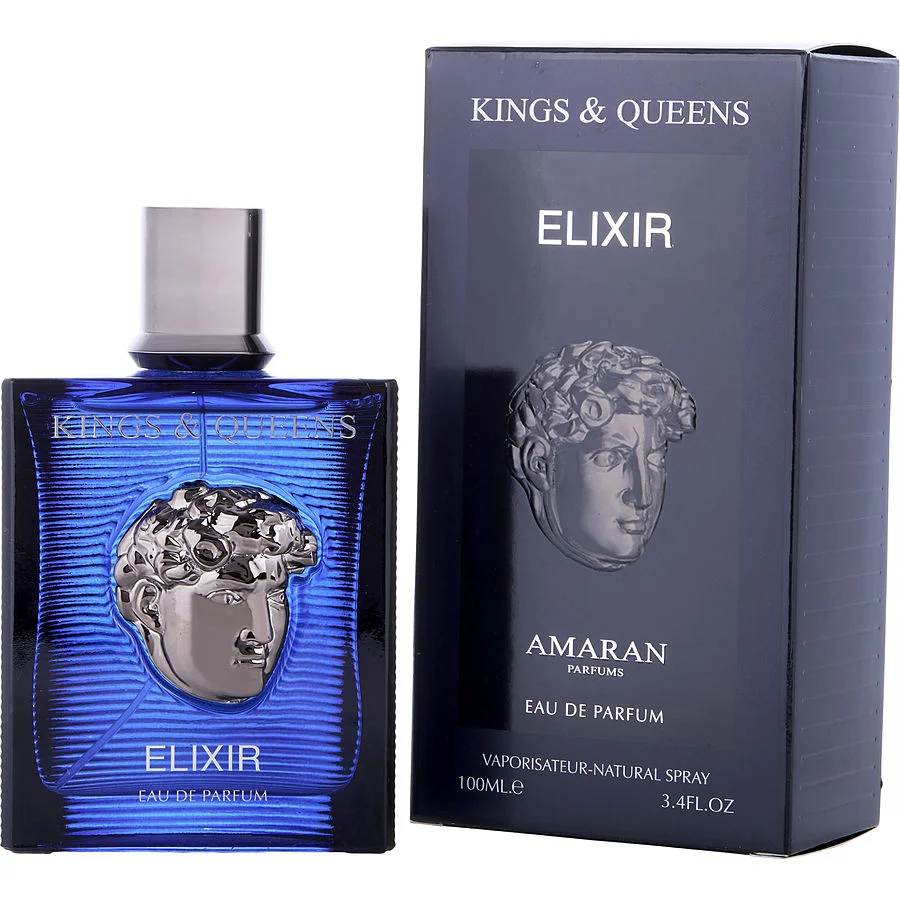 KINGS & QUEENS
ELIXIR
EAU DE PARFUM
KINGS & QUEENS
ELIXIR
AMARAN
PARFUMS
EAU DE PARFUM
VAPORISATEUR-NATURAL SPRAY
100ML.e
3.4FL.OZ